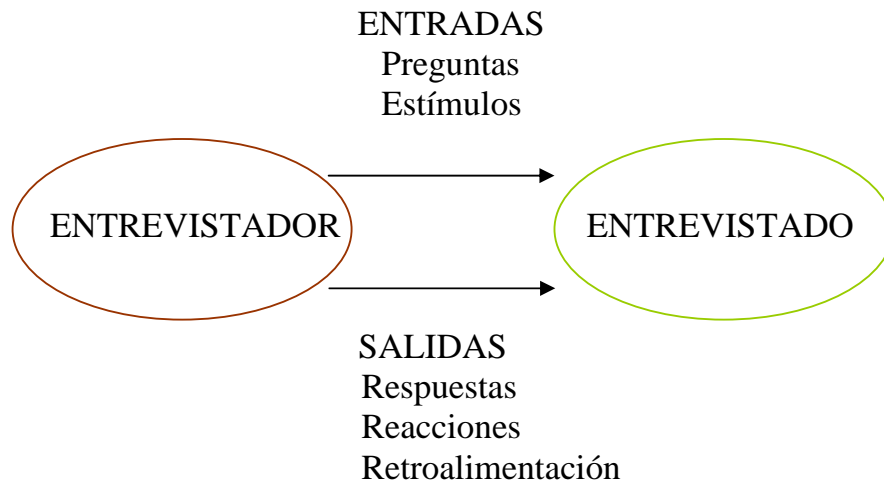 ENTRADAS
Preguntas
Estímulos
ENTREVISTADOR
ENTREVISTADO
SALIDAS
Respuestas
Reacciones
Retroalimentación